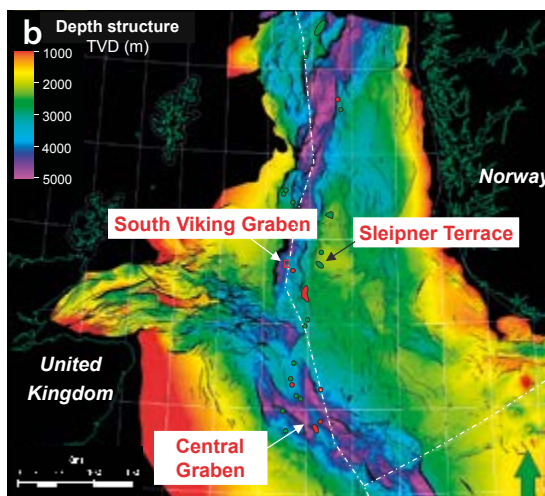 b
Depth structure
TVD (m)
1000
2000
3000
4000
5000
Norway
South Viking Graben
Sleipner Terrace
United
Kingdom
Central
Graben